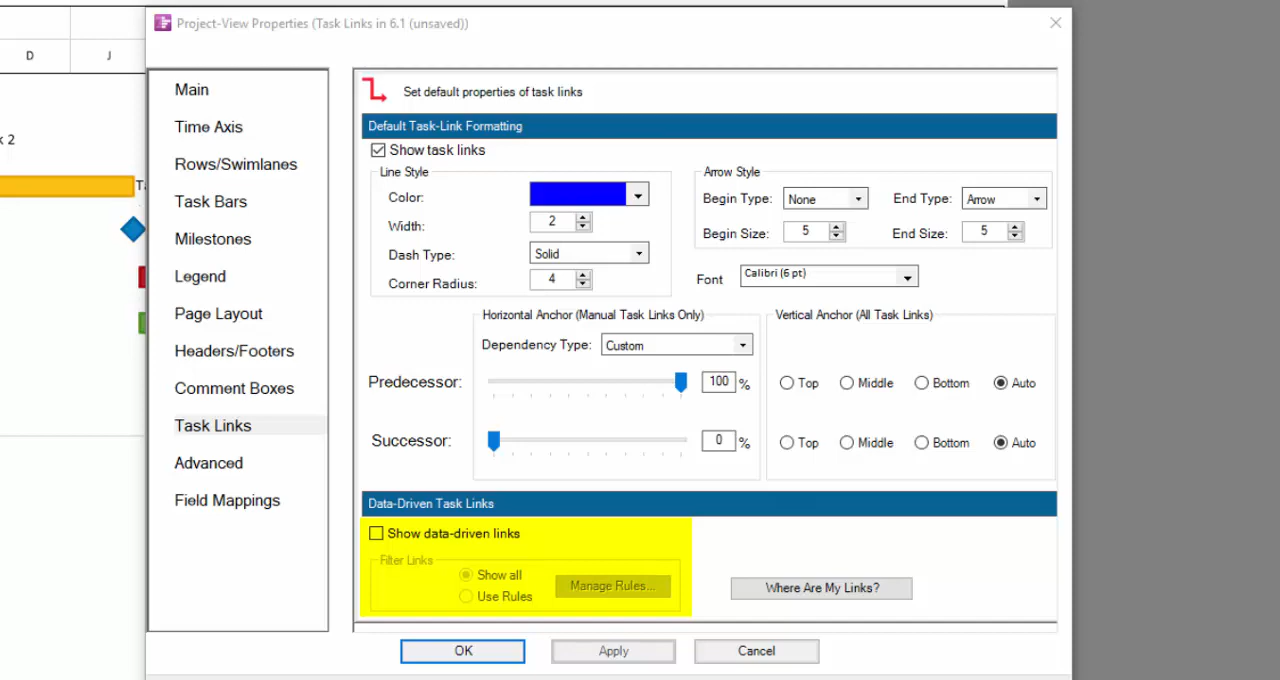 Project-View Properties (Task Links in 6.1 (unsaved))
D
J
k 2
Ta
Main
Time Axis
Rows/Swimlanes
Task Bars
Milestones
Legend
Page Layout
Headers/Footers
Comment Boxes
Task Links
Advanced
Field Mappings
Set default properties of task links
Default Task-Link Formatting
Show task links
Line Style
Color:
Width: 2
Dash Type: Solid
Corner Radius: 4
Arrow Style
Begin Type: None End Type: Arrow
Begin Size: 5 End Size: 5
Font Calibri (6 pt)
Horizontal Anchor (Manual Task Links Only)
Dependency Type: Custom
Vertical Anchor (All Task Links)
Predecessor: 100 % Top Middle Bottom Auto
Successor: 0 % Top Middle Bottom Auto
Data-Driven Task Links
Show data-driven links
Filter Links
Show all
Use Rules
Manage Rules...
Where Are My Links?
OK Apply Cancel